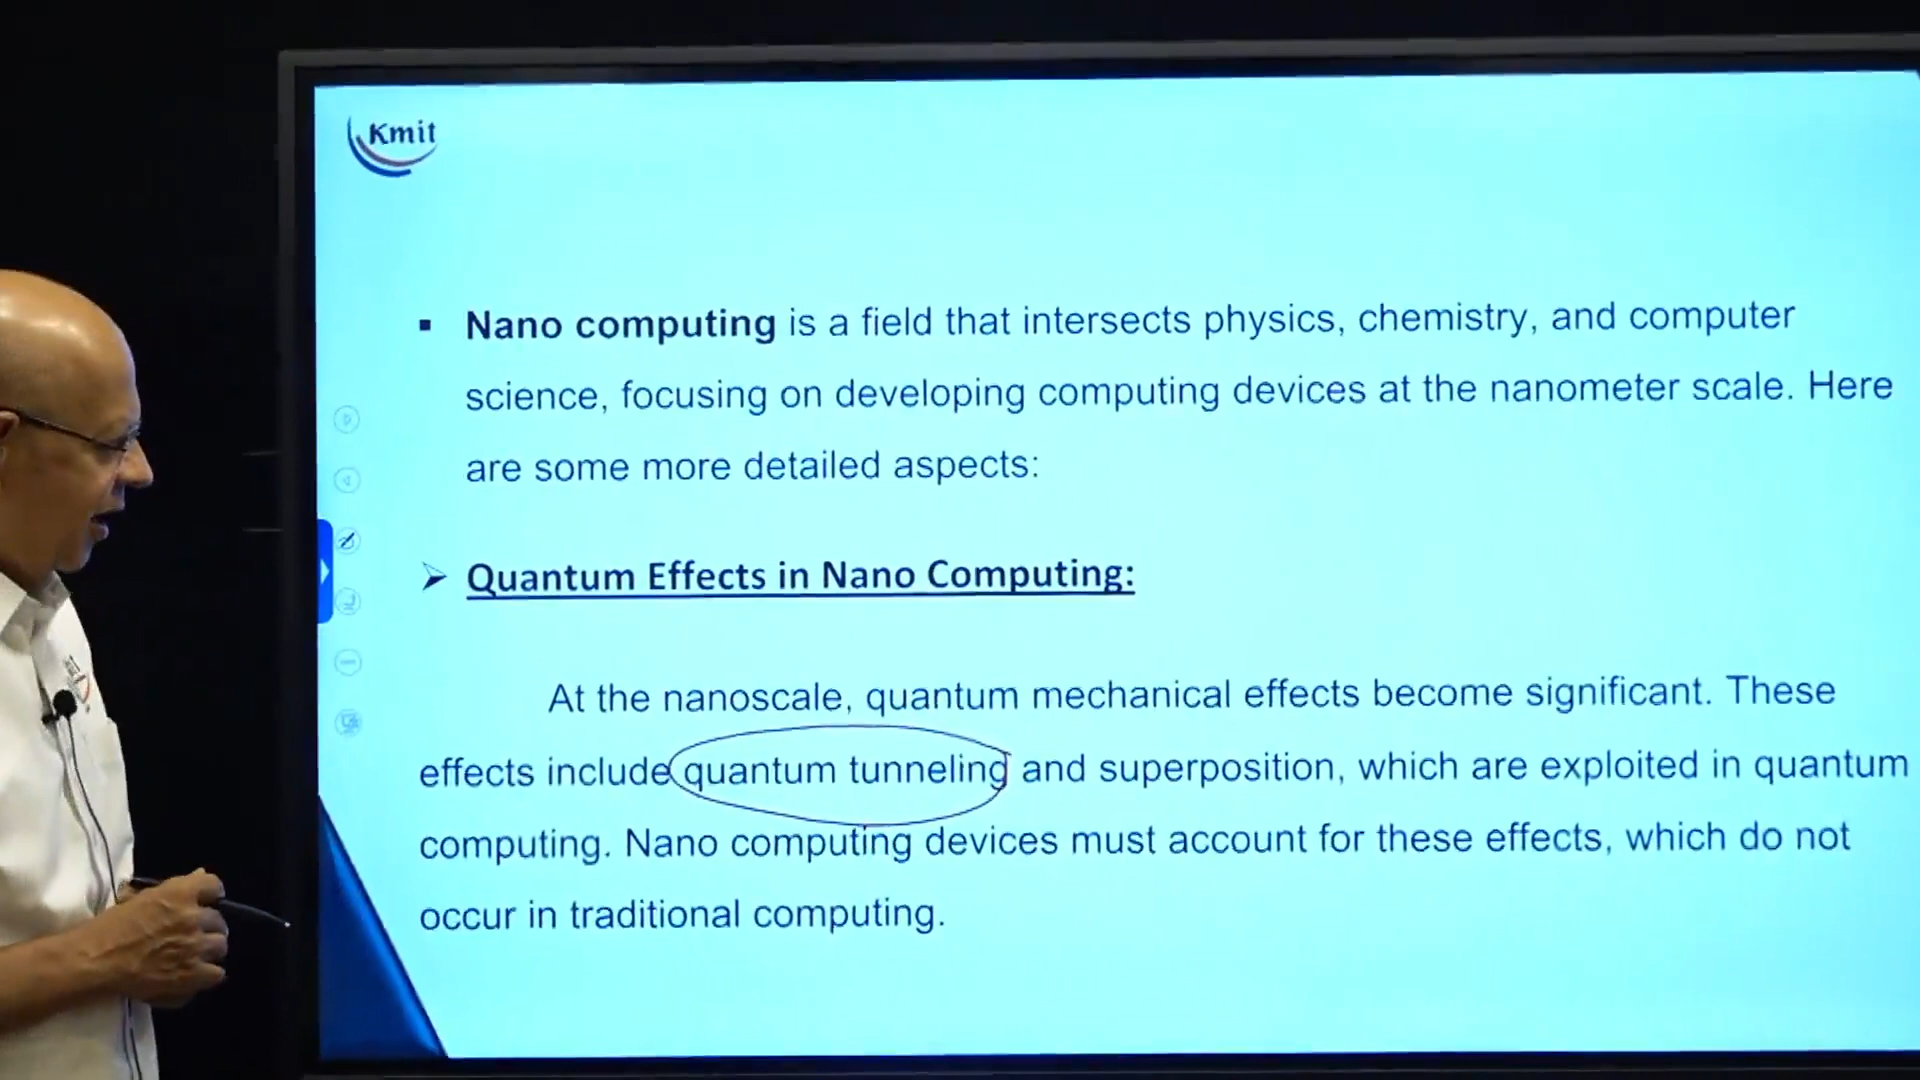 Kmit
▪ Nano computing is a field that intersects physics, chemistry, and computer
science, focusing on developing computing devices at the nanometer scale. Here
are some more detailed aspects:
➢ Quantum Effects in Nano Computing:
At the nanoscale, quantum mechanical effects become significant. These
effects include quantum tunneling and superposition, which are exploited in quantum
computing. Nano computing devices must account for these effects, which do not
occur in traditional computing.